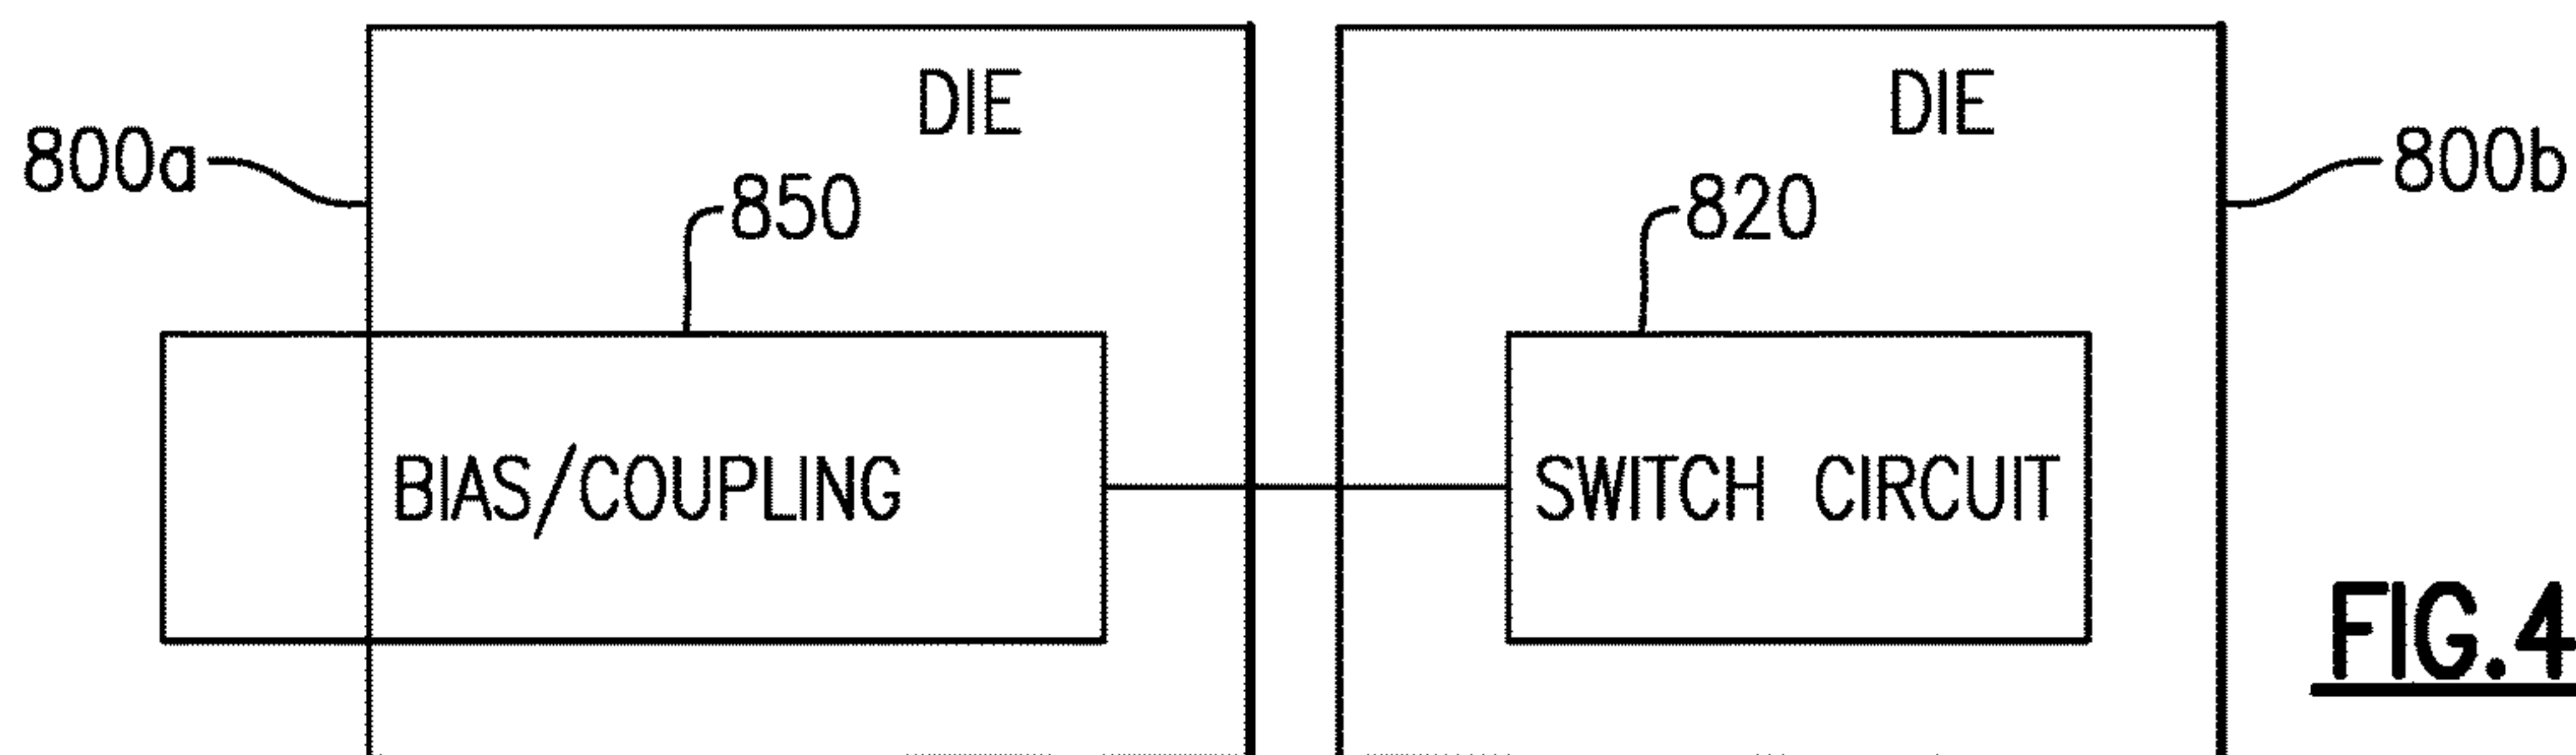 DIE
DIE
800a
800b
850
820
BIAS/COUPLING
SWITCH CIRCUIT
FIG.4